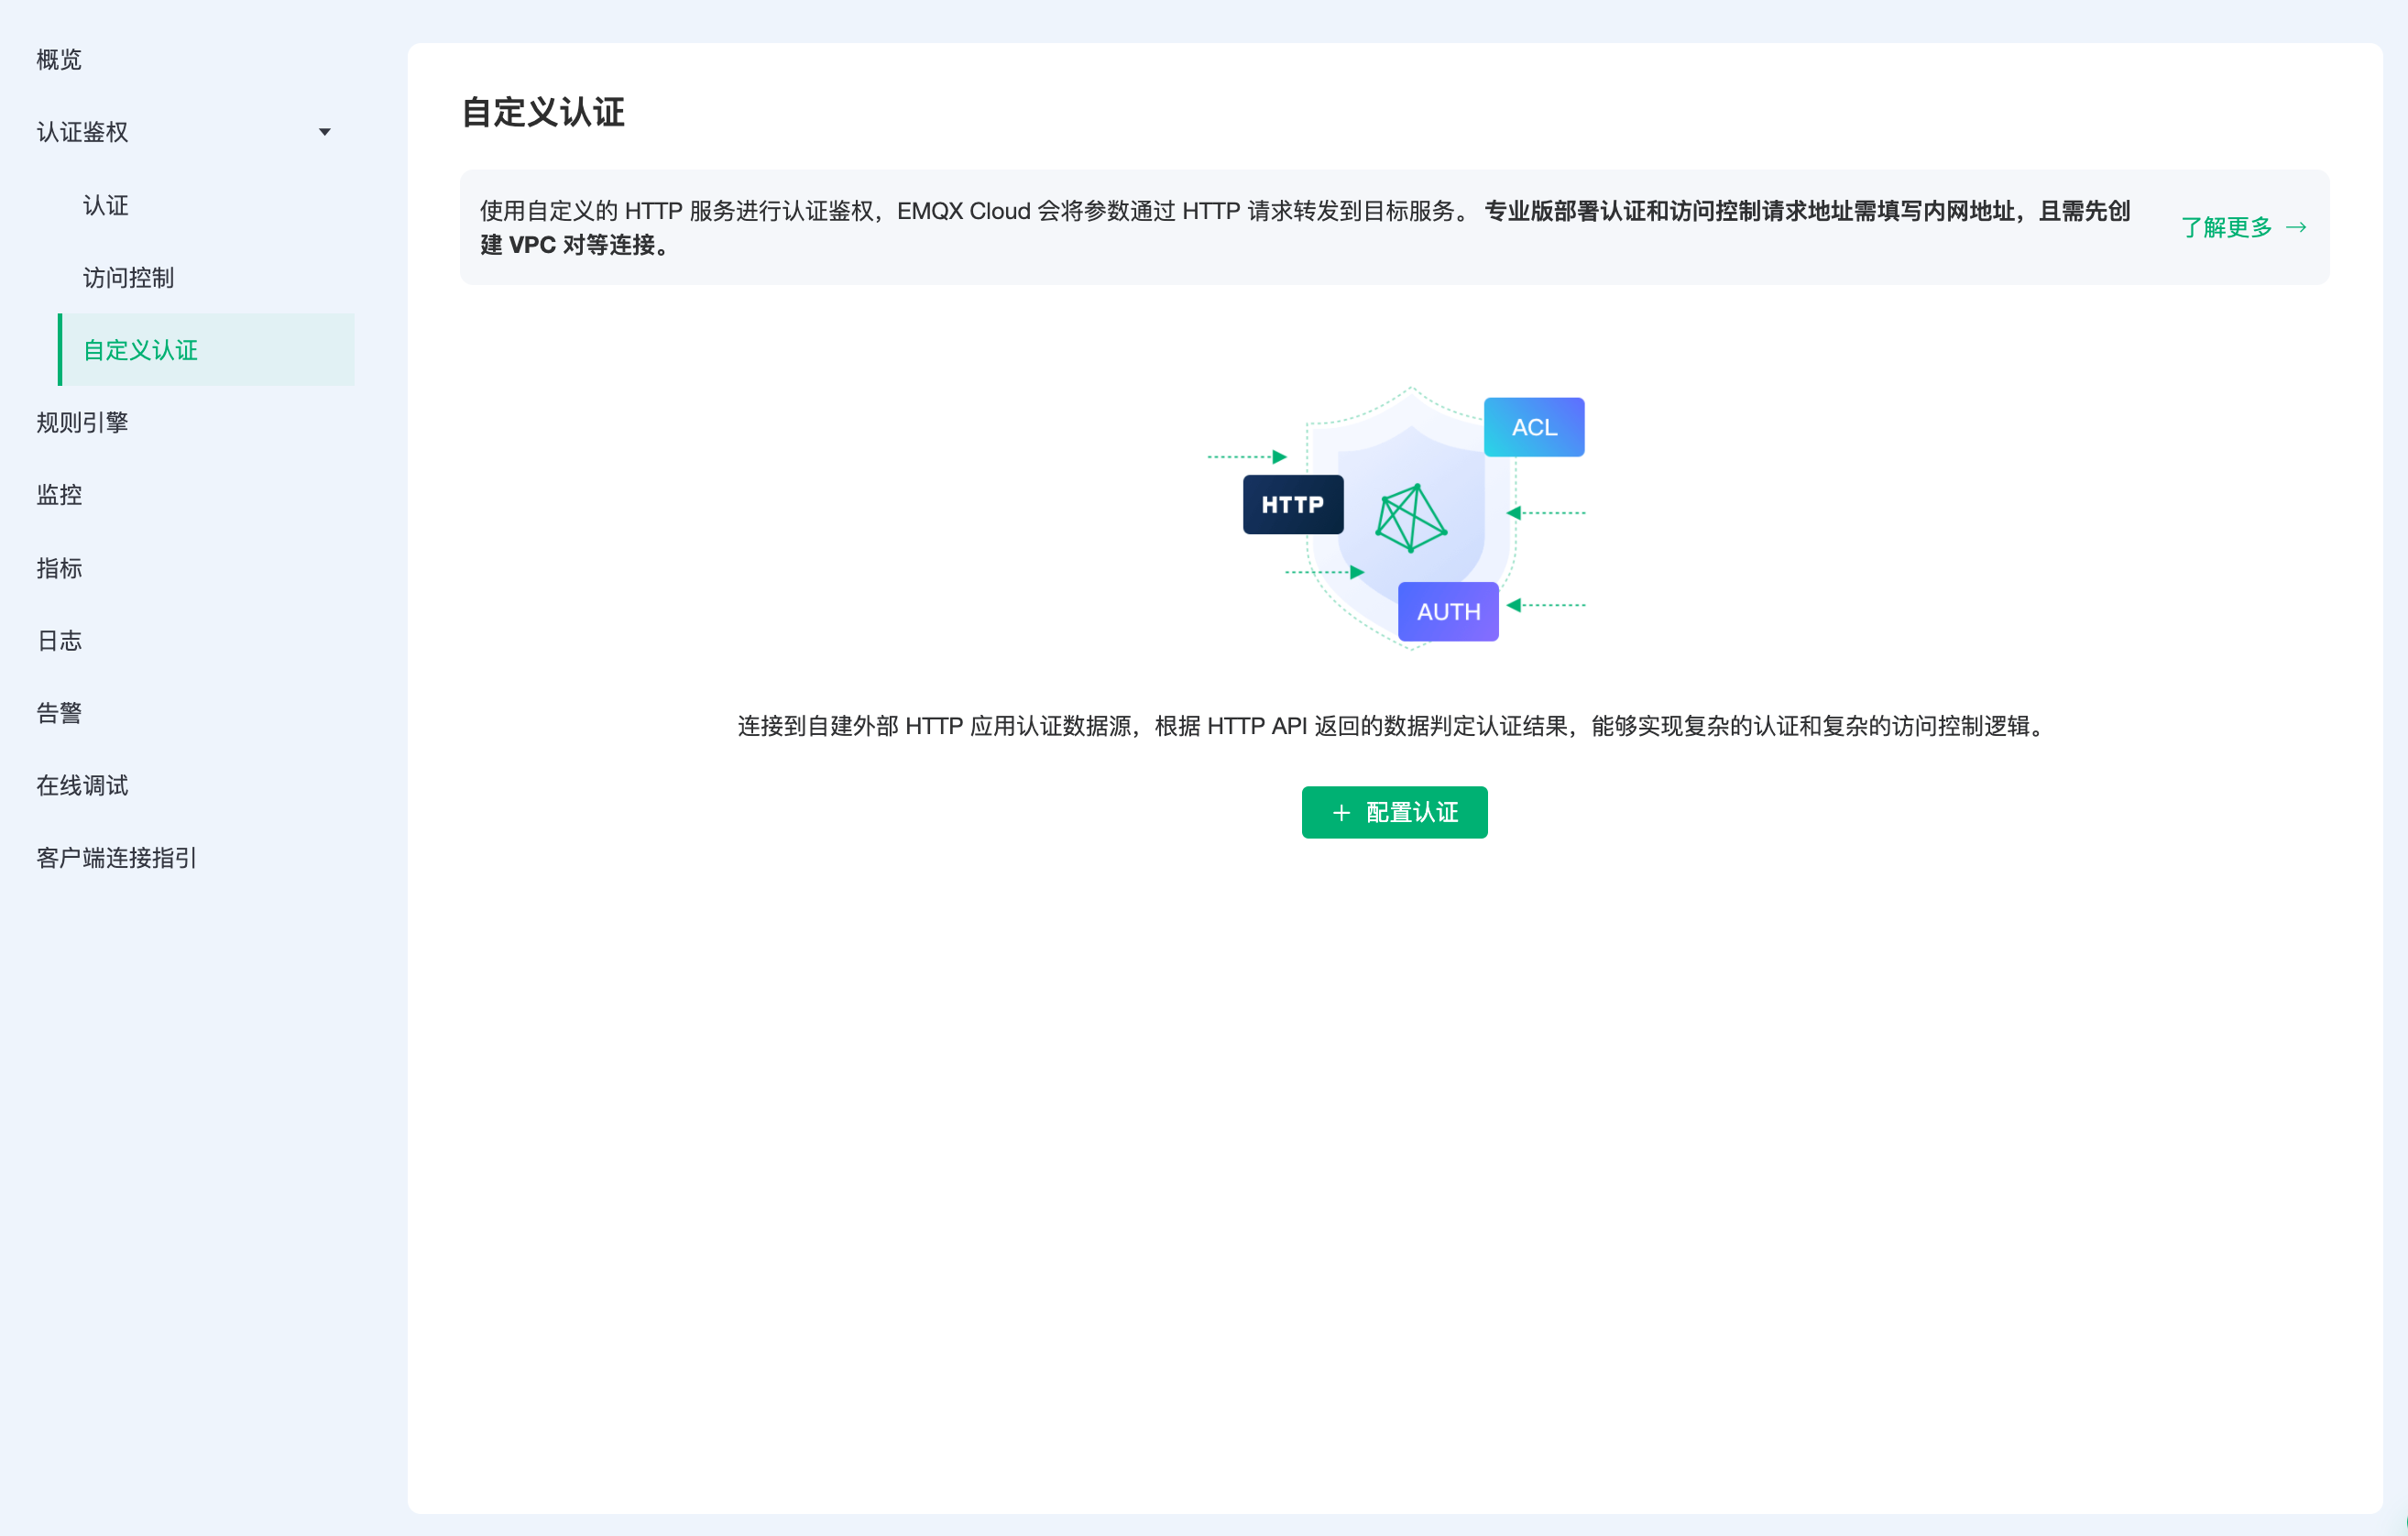 概览
认证鉴权
认证
访问控制
自定义认证
规则引擎
监控
指标
日志
告警
在线调试
客户端连接指引
自定义认证
使用自定义的 HTTP 服务进行认证鉴权，EMQX Cloud 会将参数通过 HTTP 请求转发到目标服务。 专业版部署认证和访问控制请求地址需填写内网地址，且需先创
建 VPC 对等连接。
了解更多 →
ACL
HTTP
AUTH
连接到自建外部 HTTP 应用认证数据源，根据 HTTP API 返回的数据判定认证结果，能够实现复杂的认证和复杂的访问控制逻辑。
+ 配置认证